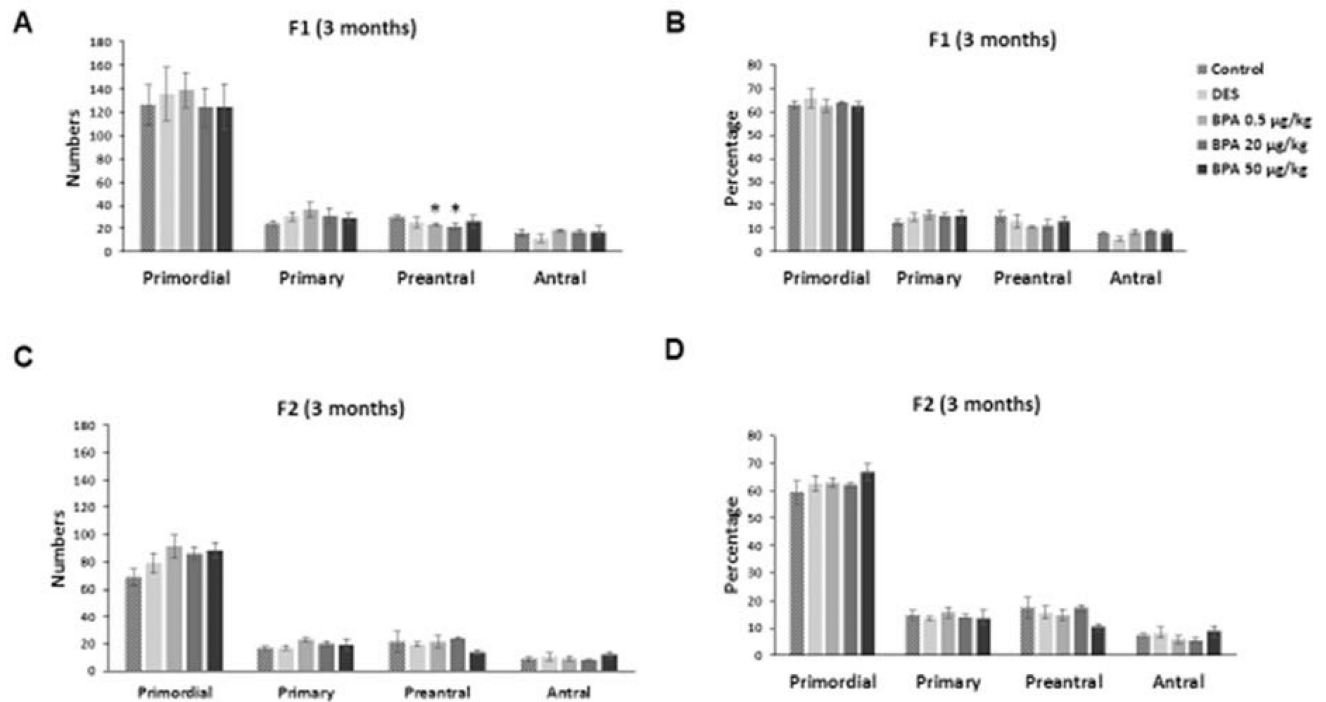 A
F1 (3 months)
180
160
140
120
100
80
60
40
20
0
Numbers
* *
Primordial Primary Preantral Antral
B
F1 (3 months)
80
70
60
50
40
30
20
10
0
Percentage
Primordial Primary Preantral Antral
Control
DES
BPA 0.5 µg/kg
BPA 20 µg/kg
BPA 50 µg/kg
C
F2 (3 months)
180
160
140
120
100
80
60
40
20
0
Numbers
Primordial Primary Preantral Antral
D
F2 (3 months)
80
70
60
50
40
30
20
10
0
Percentage
Primordial Primary Preantral Antral